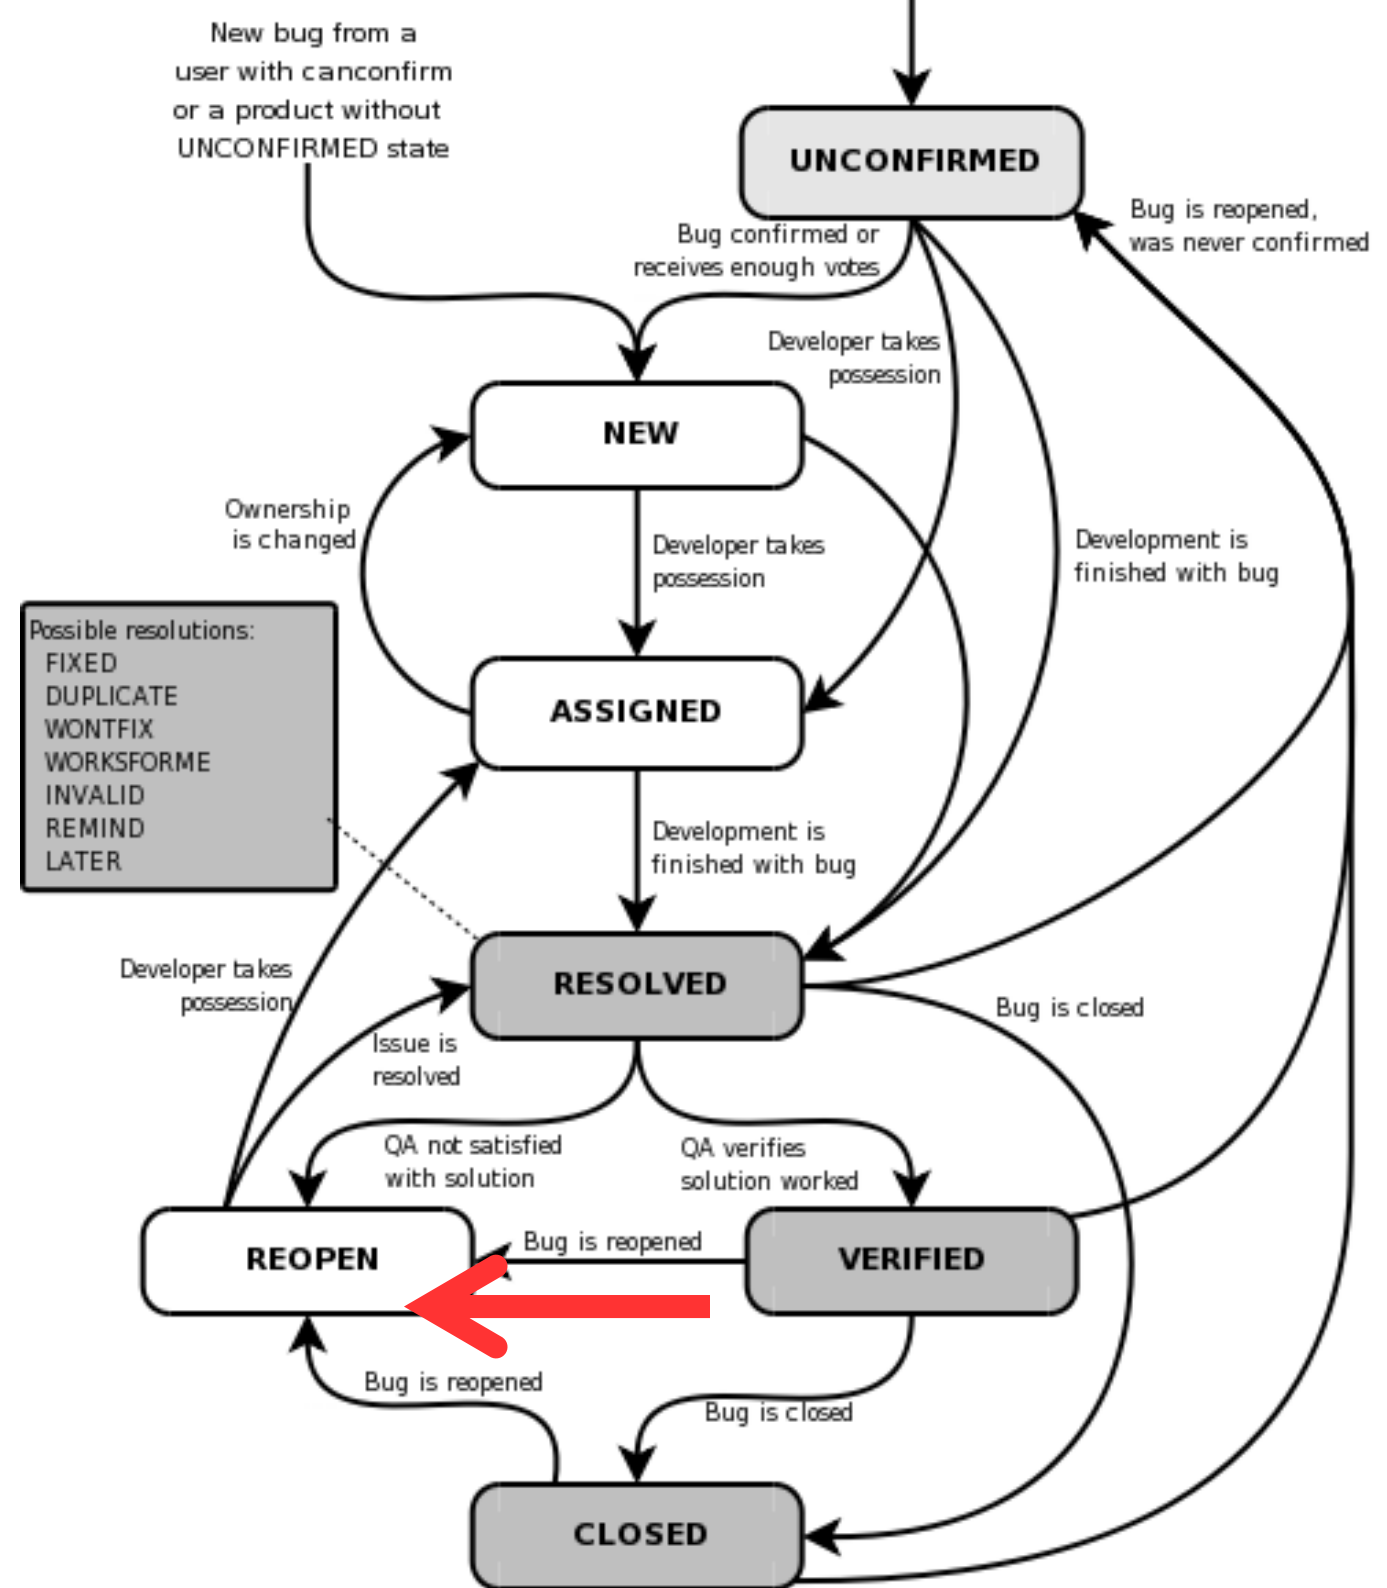 New bug from a
user with canconfirm
or a product without
UNCONFIRMED state
UNCONFIRMED
Bug is reopened,
was never confirmed
Bug confirmed or
receives enough votes
Developer takes
possession
NEW
Ownership
is changed
Developer takes
possession
Development is
finished with bug
Possible resolutions:
FIXED
DUPLICATE
WONTFIX
WORKSFORME
INVALID
REMIND
LATER
ASSIGNED
Development is
finished with bug
Developer takes
possession
RESOLVED
Bug is closed
Issue is
resolved
QA not satisfied
with solution
QA verifies
solution worked
REOPEN
Bug is reopened
VERIFIED
Bug is reopened
Bug is closed
CLOSED